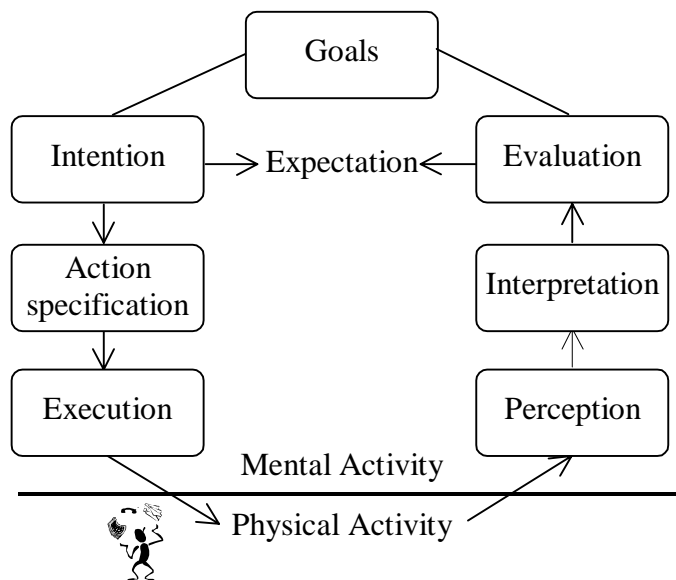 Goals
Intention
Expectation
Evaluation
Action
specification
Interpretation
Execution
Perception
Mental Activity
Physical Activity